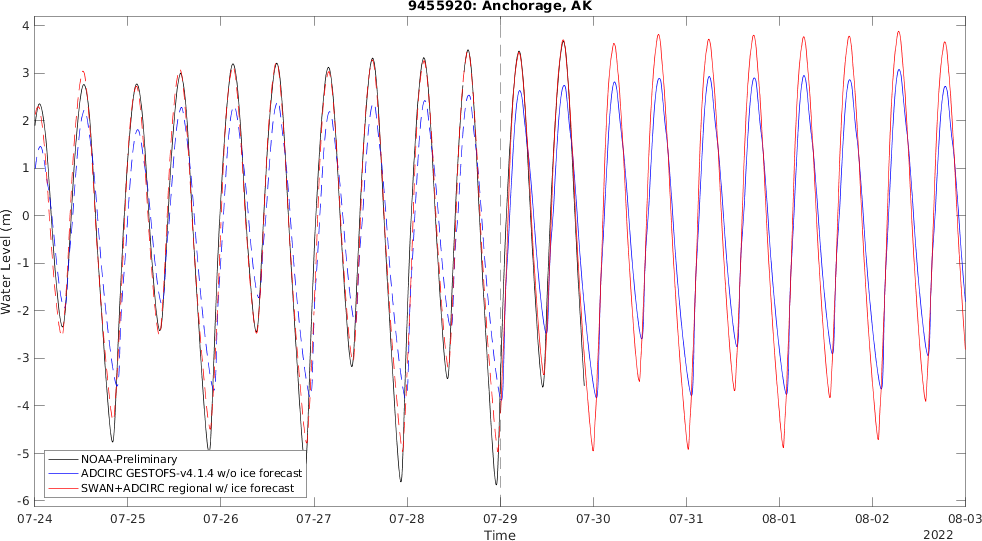 9455920: Anchorage, AK
4
3
2
1
0
-1
-2
-3
-4
-5
-6
Water Level (m)
NOAA-Preliminary
ADCIRC GESTOFS-v4.1.4 w/o ice forecast
SWAN+ADCIRC regional w/ ice forecast
07-24 07-25 07-26 07-27 07-28 07-29 07-30 07-31 08-01 08-02 08-03
Time
2022